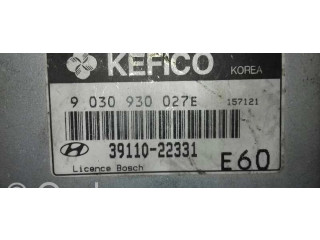 KEFICO
KOREA
9 030 930 027E 157121
39110-22331
Licence Bosch E60